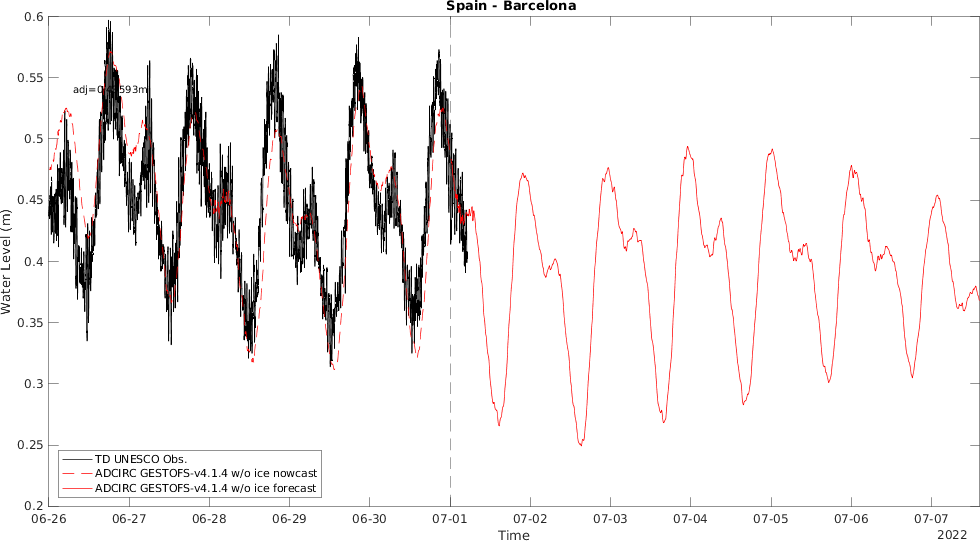 Spain - Barcelona
Water Level (m)
0.6
0.55
0.5
0.45
0.4
0.35
0.3
0.25
0.2
TD UNESCO Obs.
ADCIRC GESTOFS-v4.1.4 w/o ice nowcast
ADCIRC GESTOFS-v4.1.4 w/o ice forecast
06-26 06-27 06-28 06-29 06-30 07-01 07-02 07-03 07-04 07-05 07-06 07-07
Time
2022